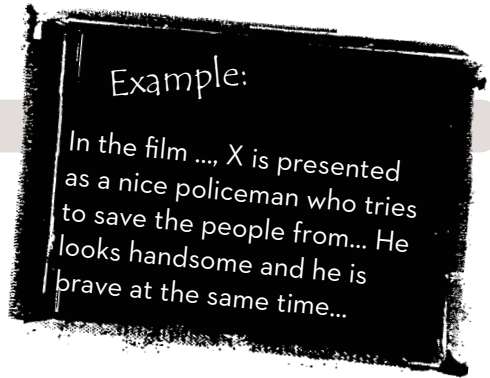 Example:
In the film ..., X is presented
as a nice policeman who tries
to save the people from... He
looks handsome and he is
brave at the same time...